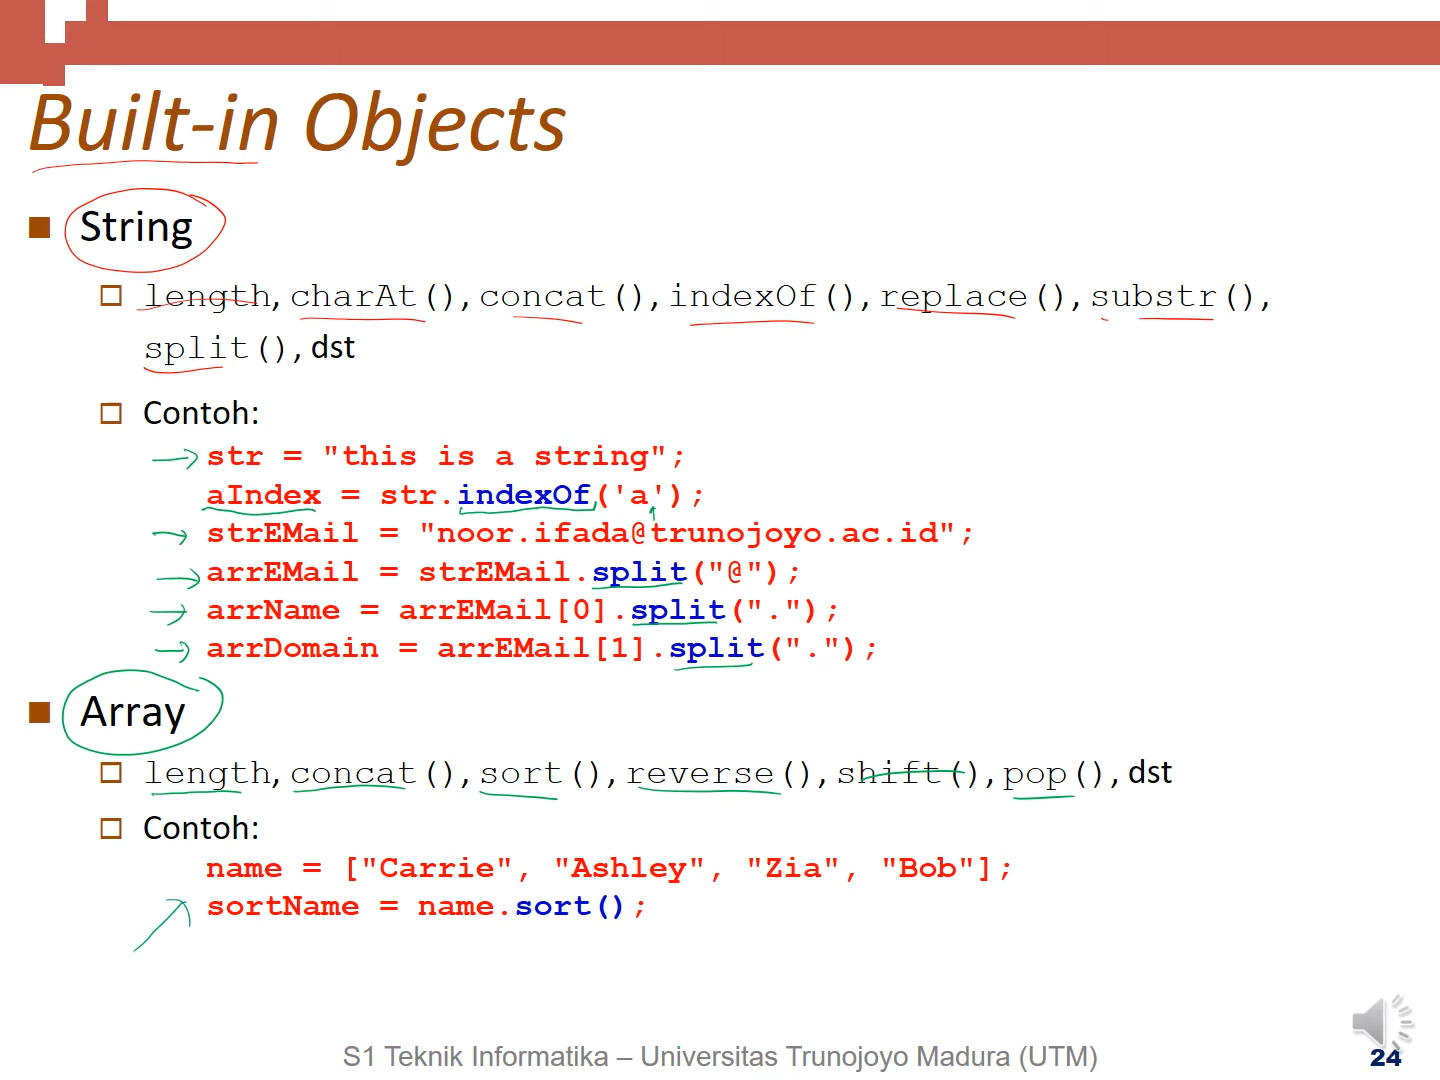 Built-in Objects
String
length, charAt(), concat(), indexOf(), replace(), substr(),
split(), dst
Contoh:
str = "this is a string";
aIndex = str.indexOf('a');
strEMail = "noor.ifada@trunojoyo.ac.id";
arrEMail = strEMail.split("@");
arrName = arrEMail[0].split(".");
arrDomain = arrEMail[1].split(".");
Array
length, concat(), sort(), reverse(), shift(), pop(), dst
Contoh:
name = ["Carrie", "Ashley", "Zia", "Bob"];
sortName = name.sort();
S1 Teknik Informatika – Universitas Trunojoyo Madura (UTM)
24